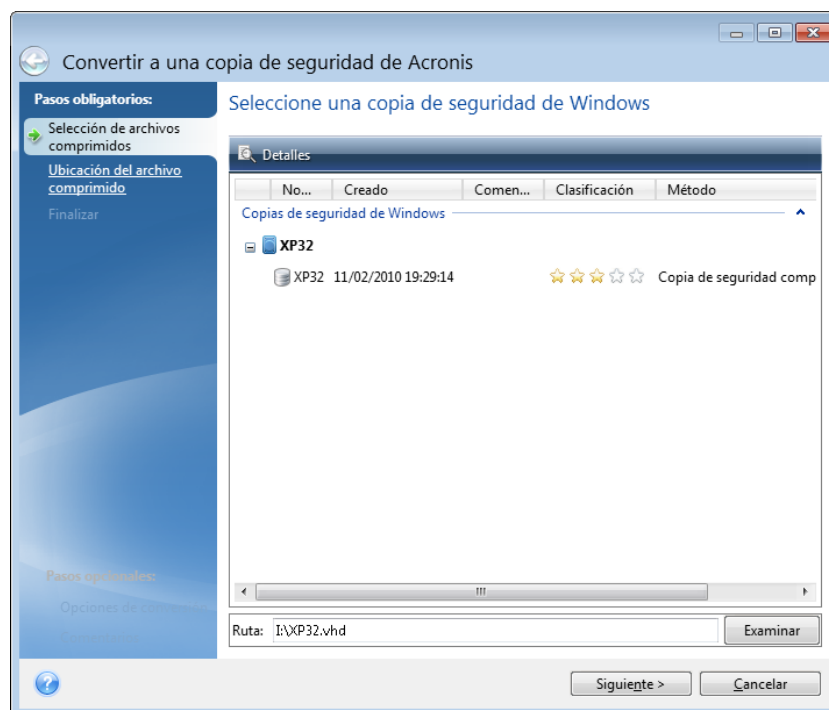 Convertir a una copia de seguridad de Acronis
Pasos obligatorios:
Selección de archivos
comprimidos
Ubicación del archivo
comprimido
Finalizar
Pasos opcionales:
Opciones de
Seleccione una copia de seguridad de Windows
Detalles
No... Creado Comen... Clasificación Método
Copias de seguridad de Windows
XP32
XP32 11/02/2010 19:29:14 Copia de seguridad comp
Ruta: I:\XP32.vhd Examinar
Siguiente > Cancelar